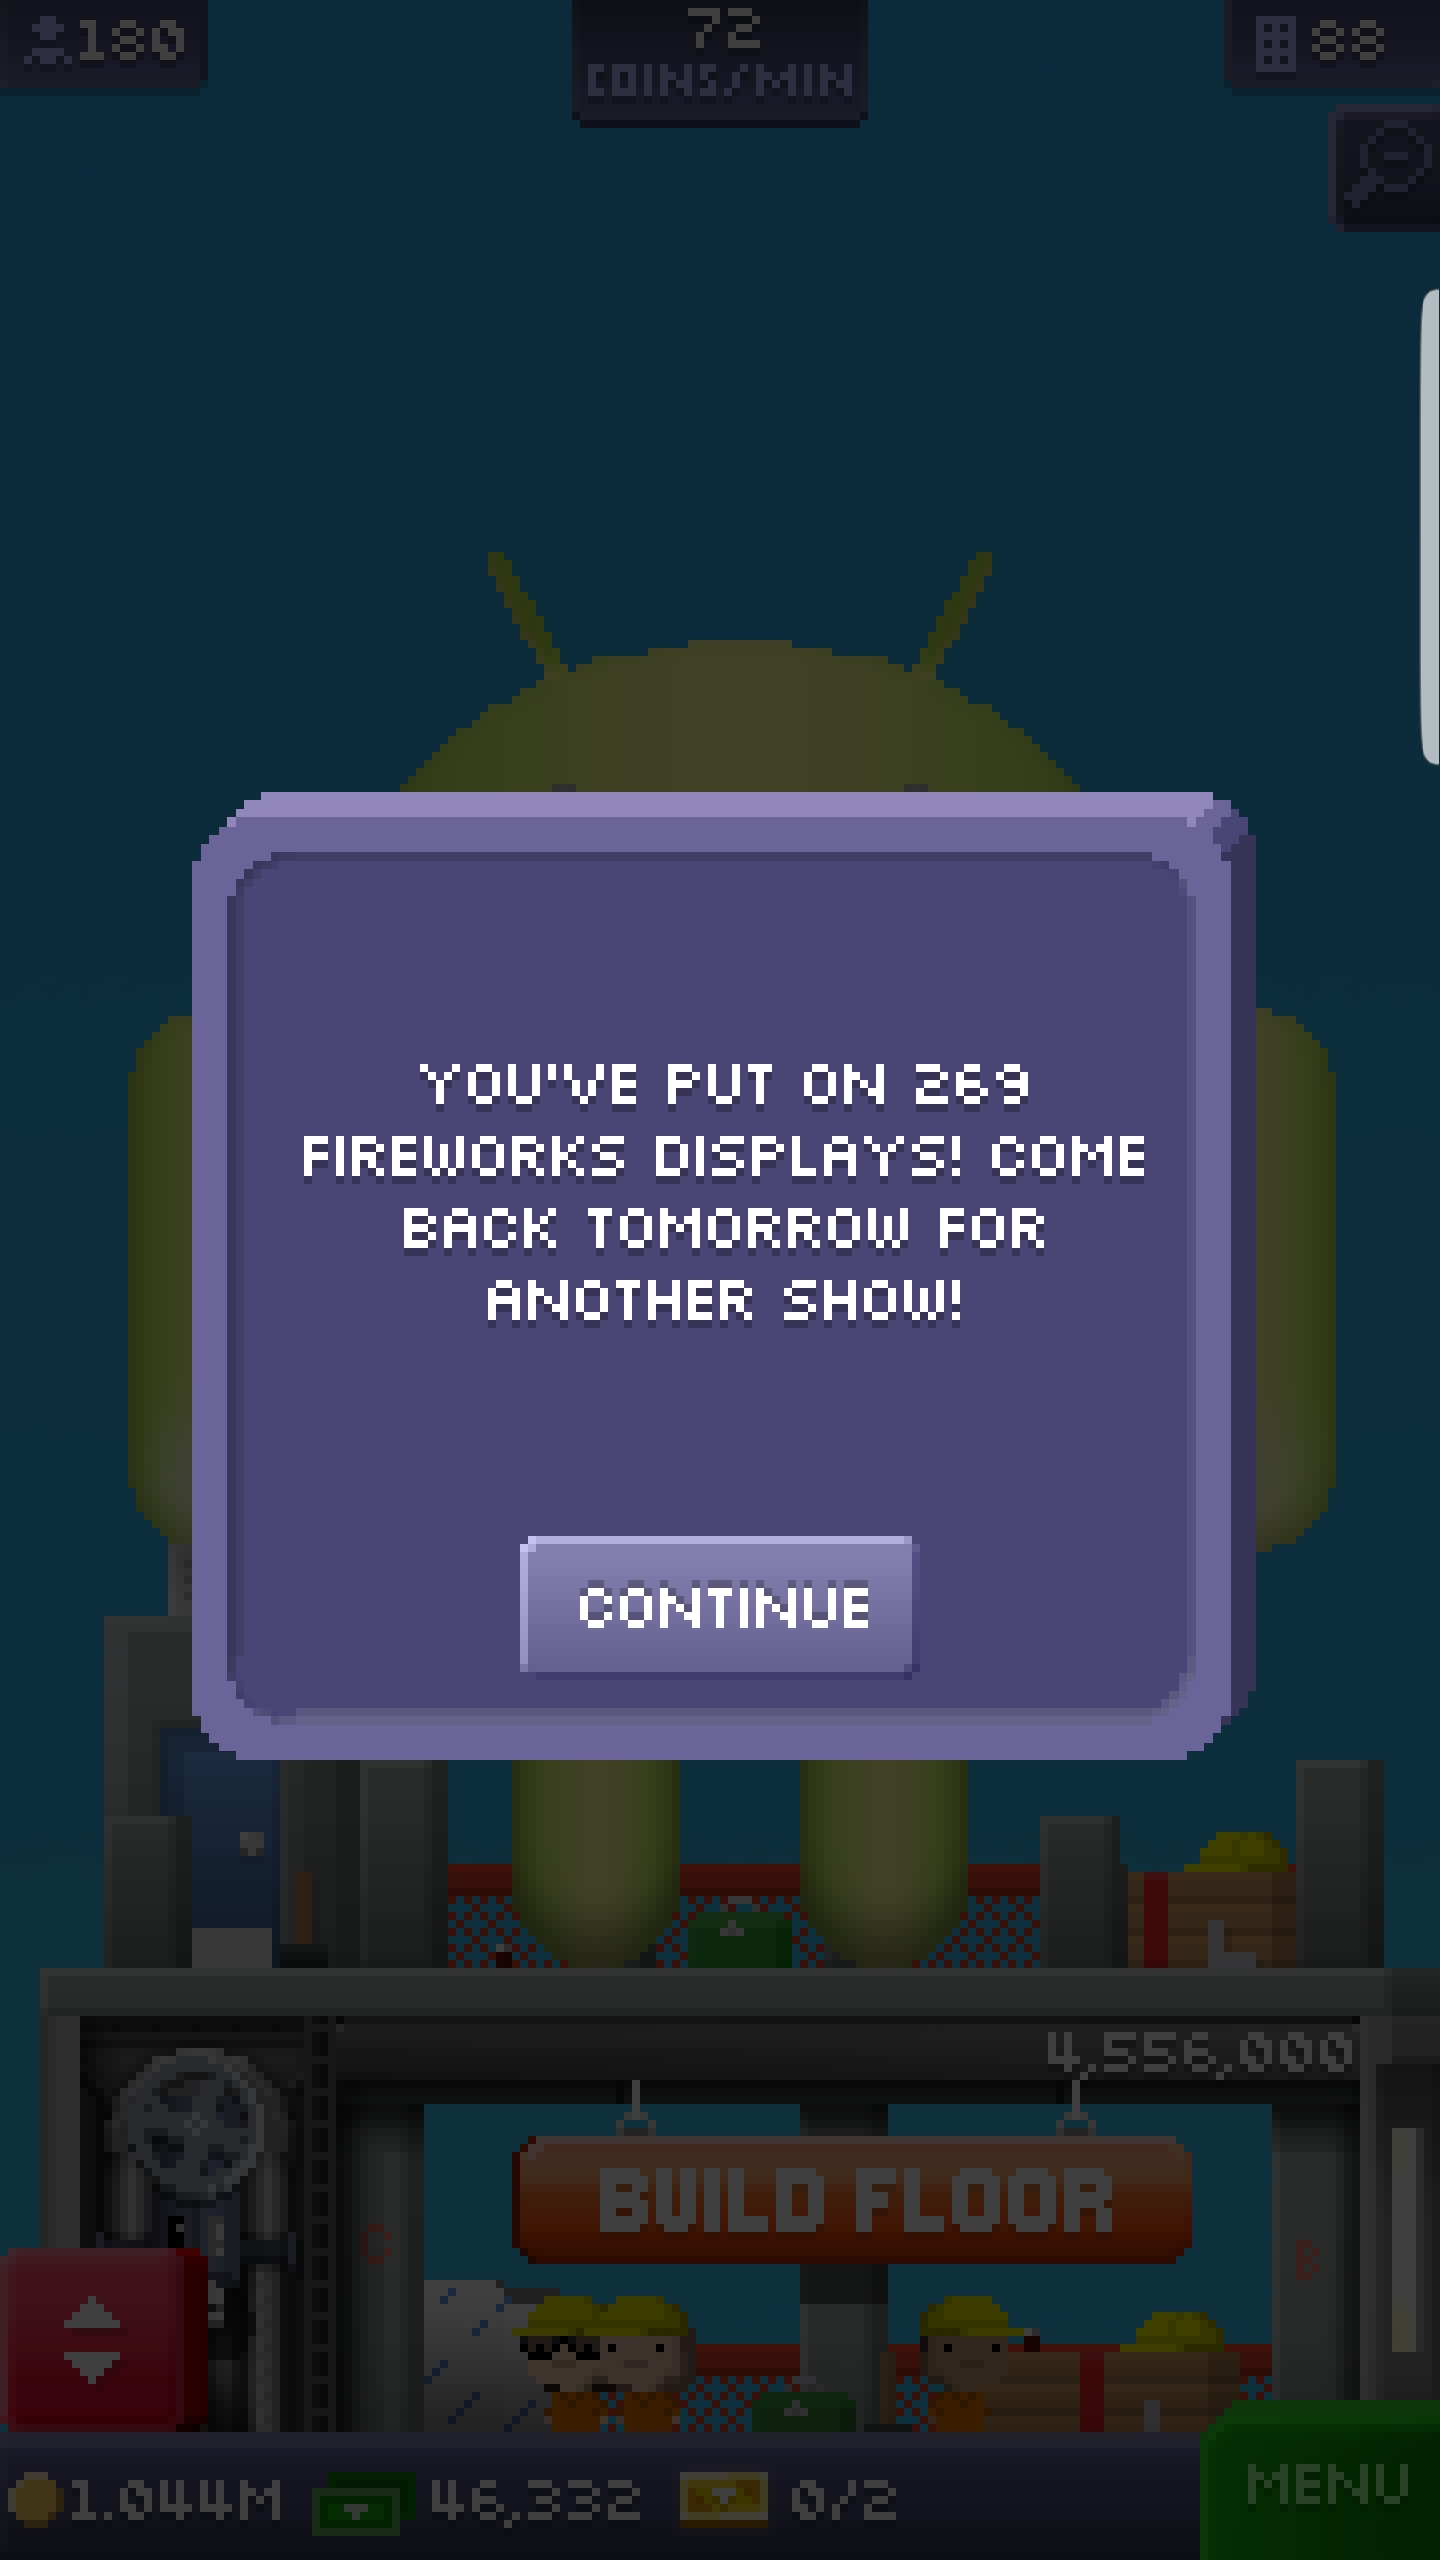 180
72
COINS/MIN
88
YOU'VE PUT ON 269
FIREWORKS DISPLAYS! COME
BACK TOMORROW FOR
ANOTHER SHOW!
CONTINUE
4,556,000
BUILD FLOOR
C
B
1.044M
46,332
0/2
MENU